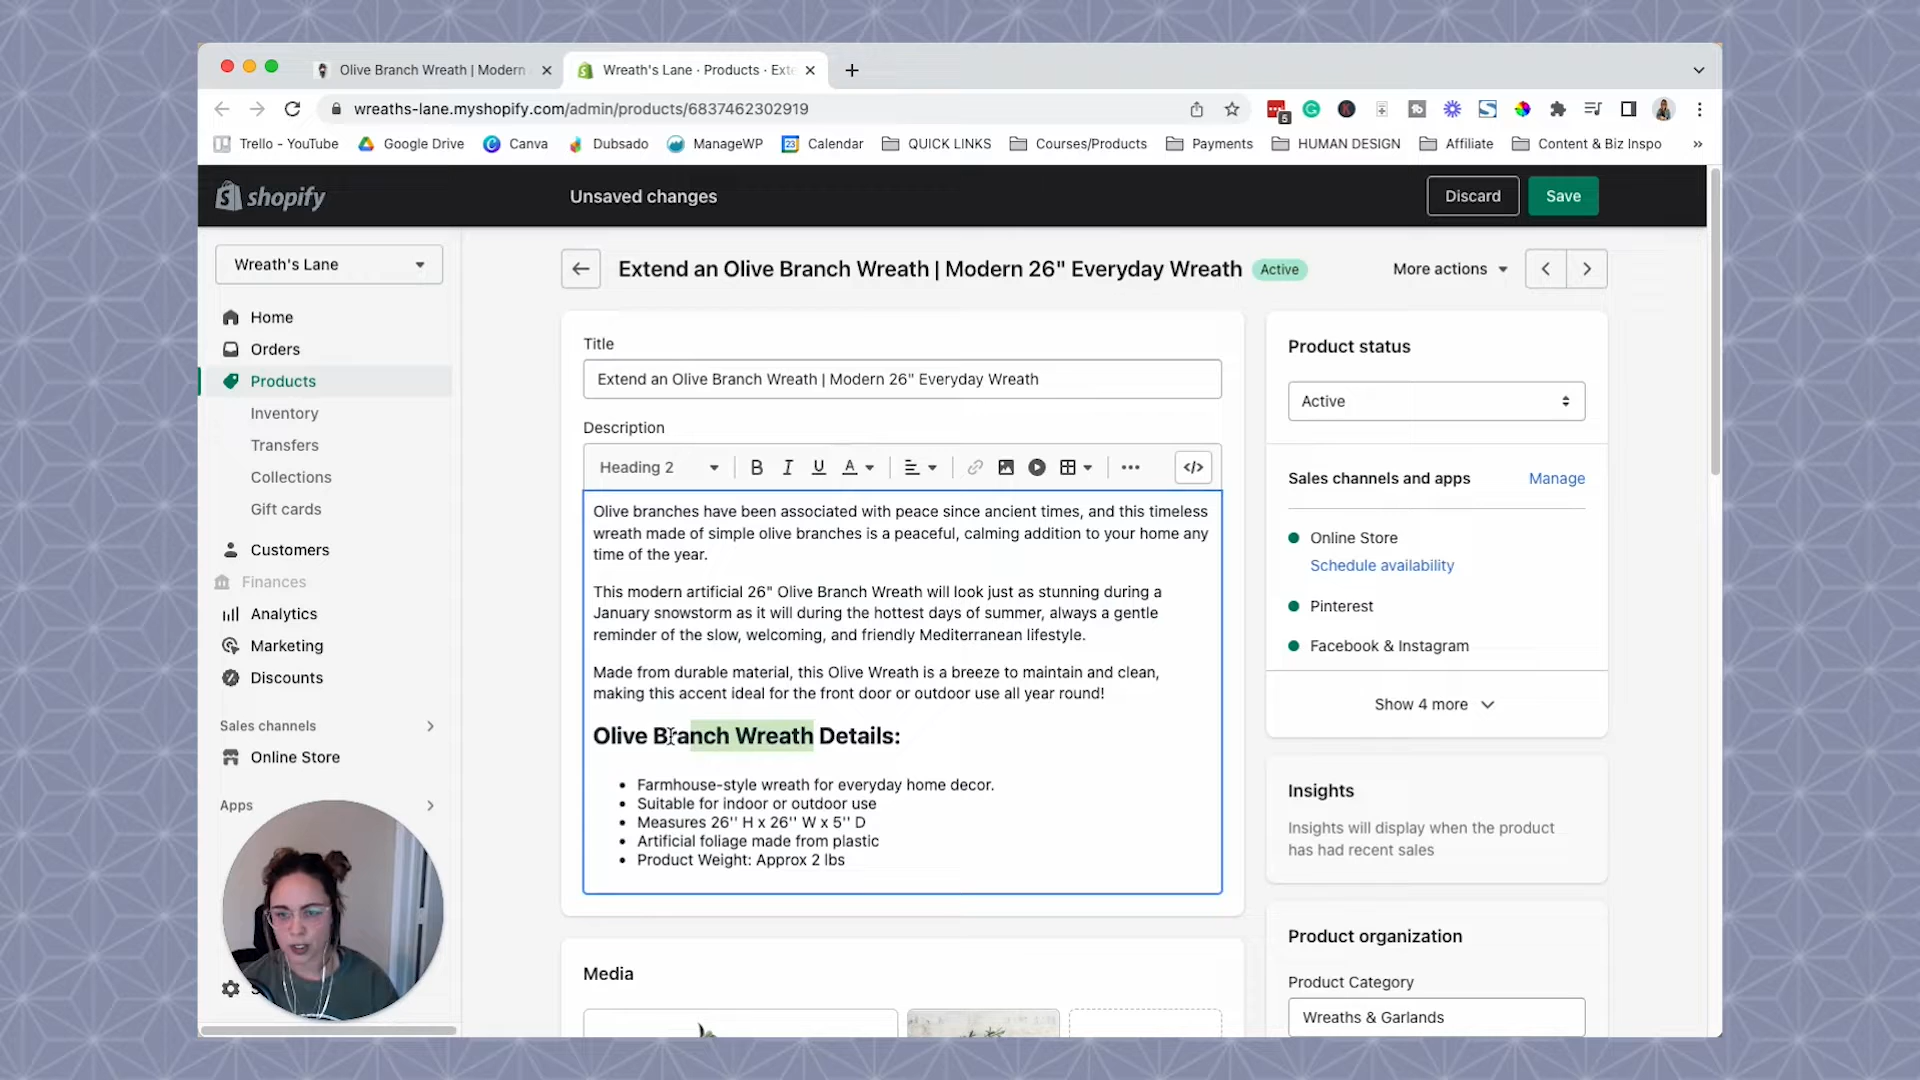 Olive Branch Wreath | Modern
Wreath's Lane · Products · Exte
wreaths-lane.myshopify.com/admin/products/6837462302919
5
Trello - YouTube
Google Drive
Canva
Dubsado
ManageWP
23
Calendar
QUICK LINKS
Courses/Products
Payments
HUMAN DESIGN
Affiliate
Content & Biz Inspo
»
shopify
Unsaved changes
Discard
Save
Wreath's Lane
Extend an Olive Branch Wreath | Modern 26" Everyday Wreath
Active
More actions
Home
Orders
Products
Inventory
Transfers
Collections
Gift cards
Customers
Finances
Analytics
Marketing
Discounts
Sales channels
Online Store
Apps
Title
Extend an Olive Branch Wreath | Modern 26" Everyday Wreath
Description
Heading 2
B I U A
</>
Olive branches have been associated with peace since ancient times, and this timeless
wreath made of simple olive branches is a peaceful, calming addition to your home any
time of the year.
This modern artificial 26" Olive Branch Wreath will look just as stunning during a
January snowstorm as it will during the hottest days of summer, always a gentle
reminder of the slow, welcoming, and friendly Mediterranean lifestyle.
Made from durable material, this Olive Wreath is a breeze to maintain and clean,
making this accent ideal for the front door or outdoor use all year round!
Olive Branch Wreath Details:
• Farmhouse-style wreath for everyday home decor.
• Suitable for indoor or outdoor use
• Measures 26'' H x 26'' W x 5'' D
• Artificial foliage made from plastic
• Product Weight: Approx 2 lbs
Media
Product status
Active
Sales channels and apps
Manage
Online Store
Schedule availability
Pinterest
Facebook & Instagram
Show 4 more
Insights
Insights will display when the product
has had recent sales
Product organization
Product Category
Wreaths & Garlands